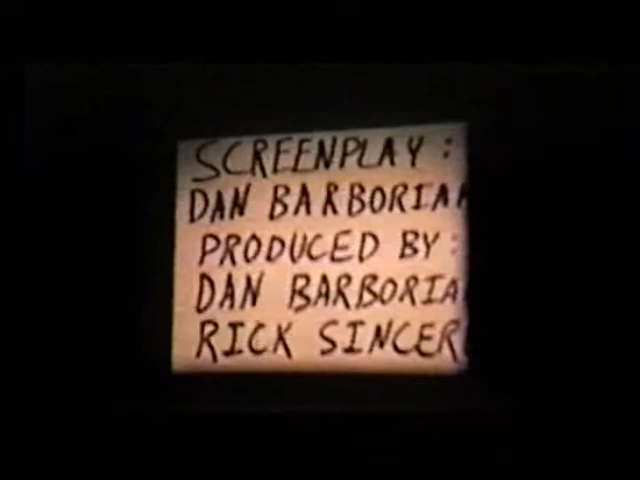 SCREENPLAY:
DAN BARBORIA
PRODUCED BY:
DAN BARBORIA
RICK SINCER